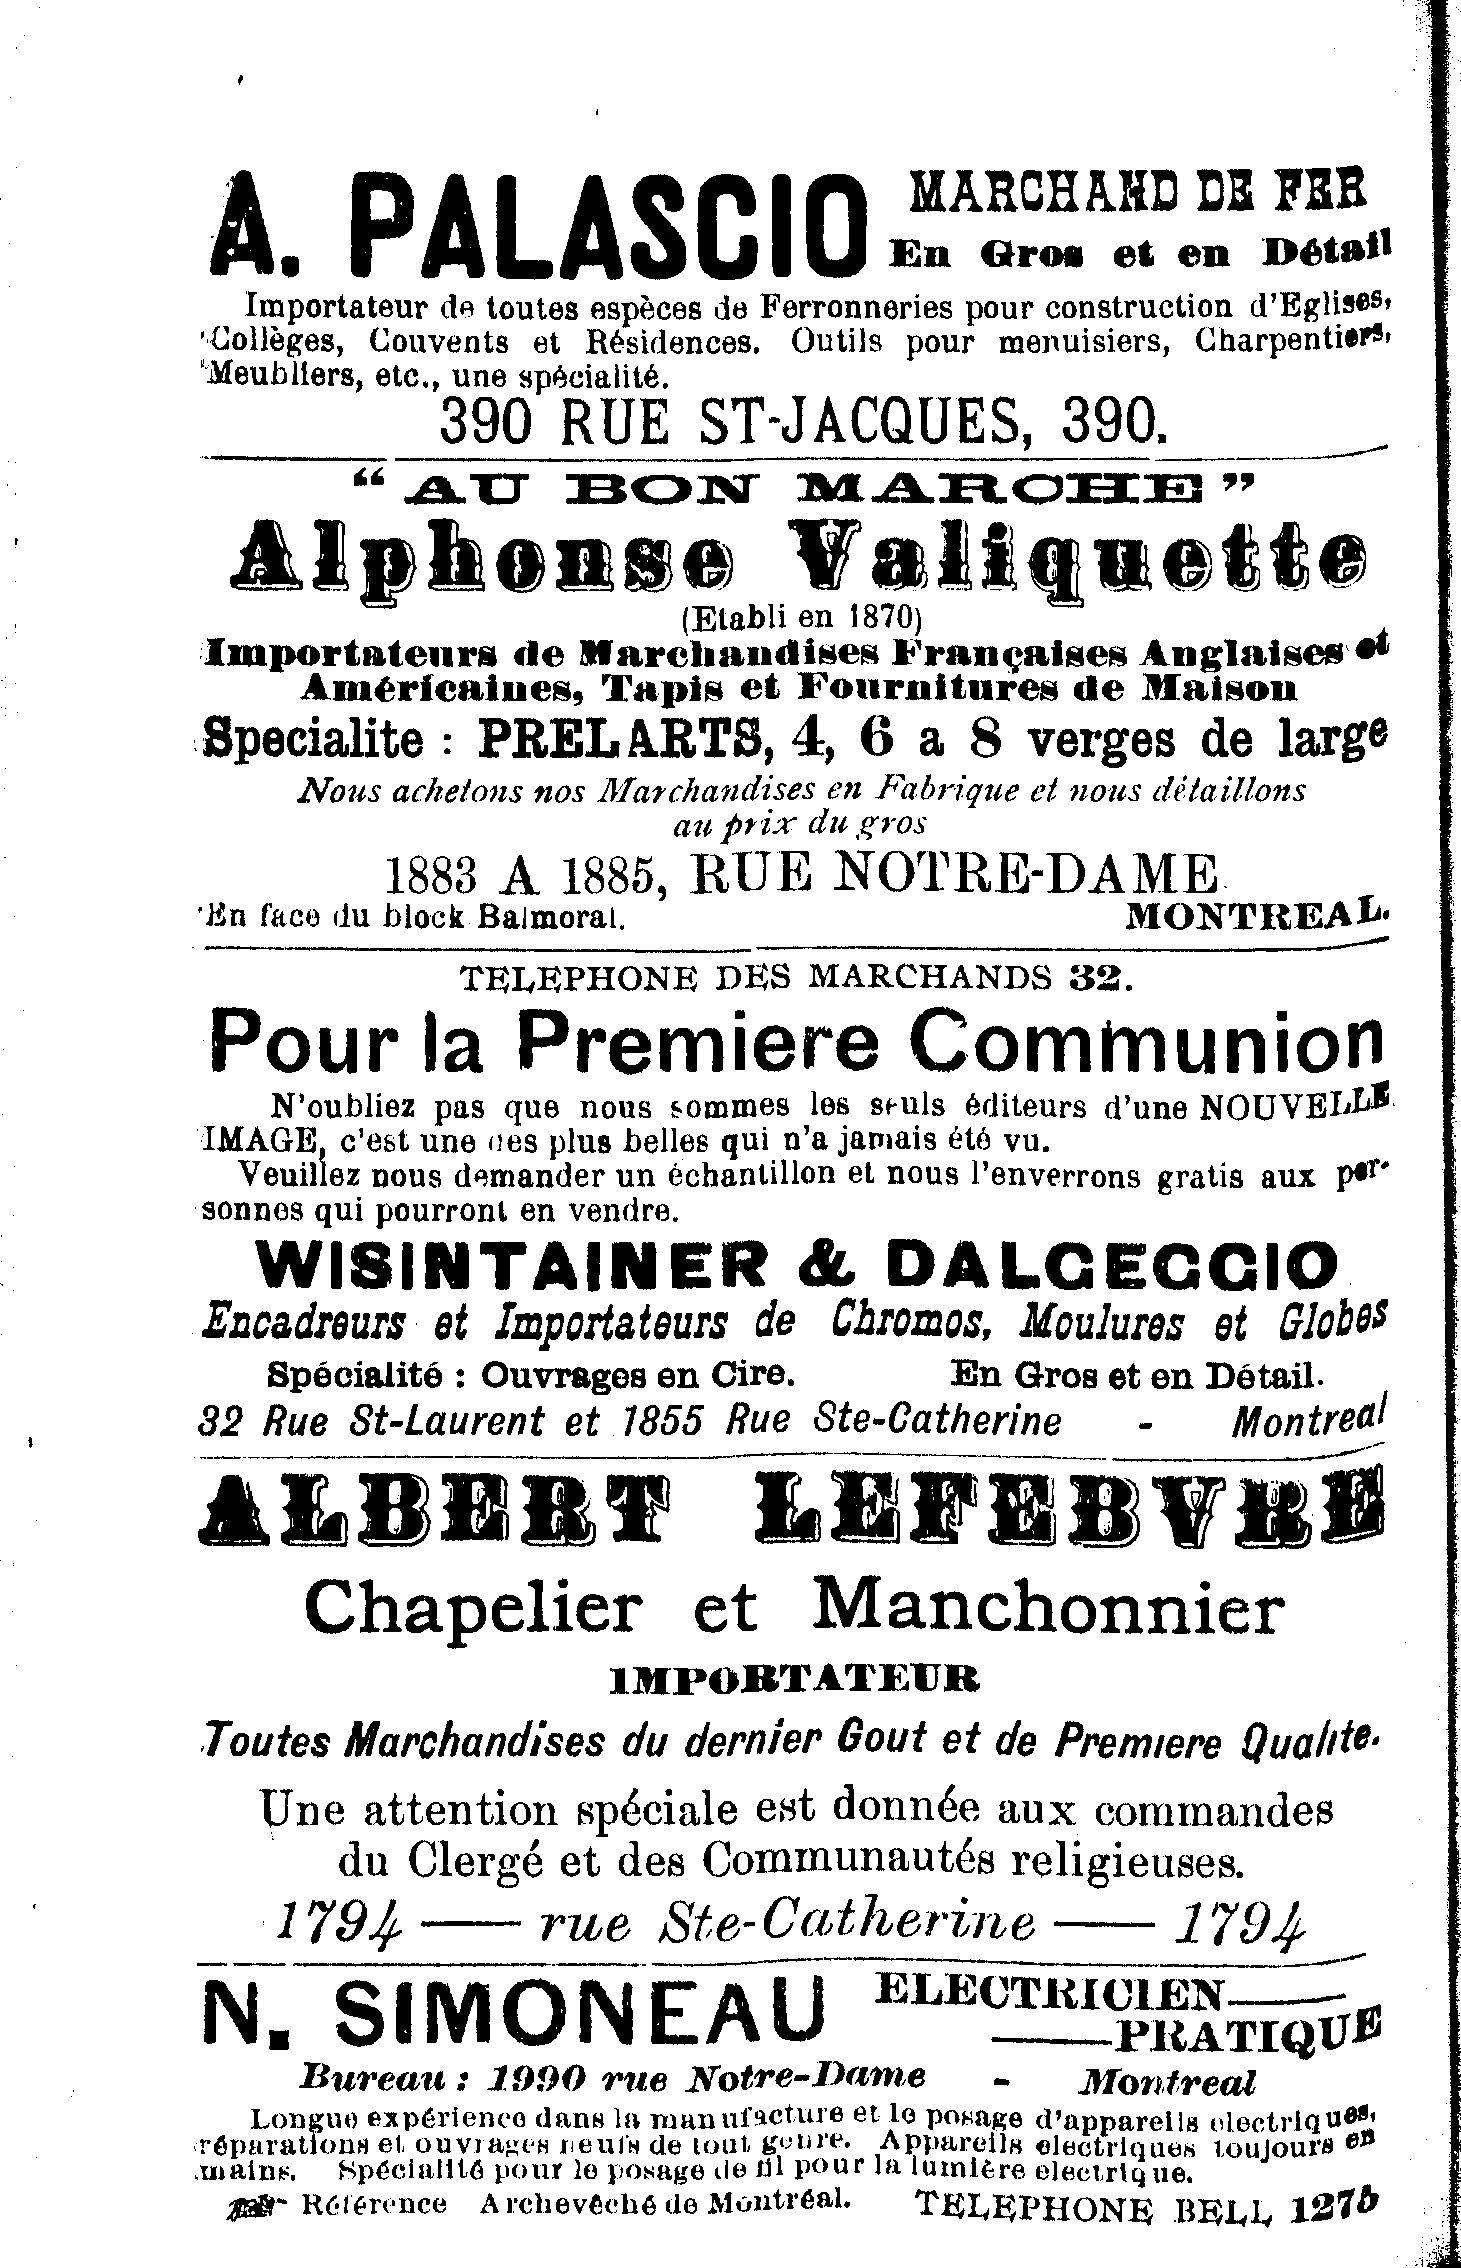 A. PALASCIO MARCHAND DE FER
En Gros et en Détail
Importateur de toutes espèces de Ferronneries pour construction d'Eglises,
Collèges, Couvents et Résidences. Outils pour menuisiers, Charpentiers,
Meubliers, etc., une spécialité.
390 RUE ST-JACQUES, 390.
“ AU BON MARCHE ”
Alphonse Valiquette
(Etabli en 1870)
Importateurs de Marchandises Françaises Anglaises et
Américaines, Tapis et Fournitures de Maison
Specialite : PRELARTS, 4, 6 a 8 verges de large
Nous achetons nos Marchandises en Fabrique et nous détaillons
au prix du gros
1883 A 1885, RUE NOTRE-DAME
En face du block Balmoral. MONTREAL.
TELEPHONE DES MARCHANDS 32.
Pour la Premiere Communion
N'oubliez pas que nous sommes les seuls éditeurs d'une NOUVELLE
IMAGE, c'est une des plus belles qui n'a jamais été vu.
Veuillez nous demander un échantillon et nous l'enverrons gratis aux per-
sonnes qui pourront en vendre.
WISINTAINER & DALGEGGIO
Encadreurs et Importateurs de Chromos, Moulures et Globes
Spécialité : Ouvrages en Cire. En Gros et en Détail.
32 Rue St-Laurent et 1855 Rue Ste-Catherine - Montreal
ALBERT LEFEBVRE
Chapelier et Manchonnier
IMPORTATEUR
Toutes Marchandises du dernier Gout et de Premiere Qualite.
Une attention spéciale est donnée aux commandes
du Clergé et des Communautés religieuses.
1794 — rue Ste-Catherine — 1794
N. SIMONEAU ELECTRICIEN—
—PRATIQUE
Bureau : 1990 rue Notre-Dame - Montreal
Longue expérience dans la manufacture et le posage d'appareils electriques,
réparations et ouvrages neufs de tout genre. Appareils electriques toujours en
mains. Spécialité pour le posage de fil pour la lumière electrique.
Référence Archevêché de Montréal. TELEPHONE BELL